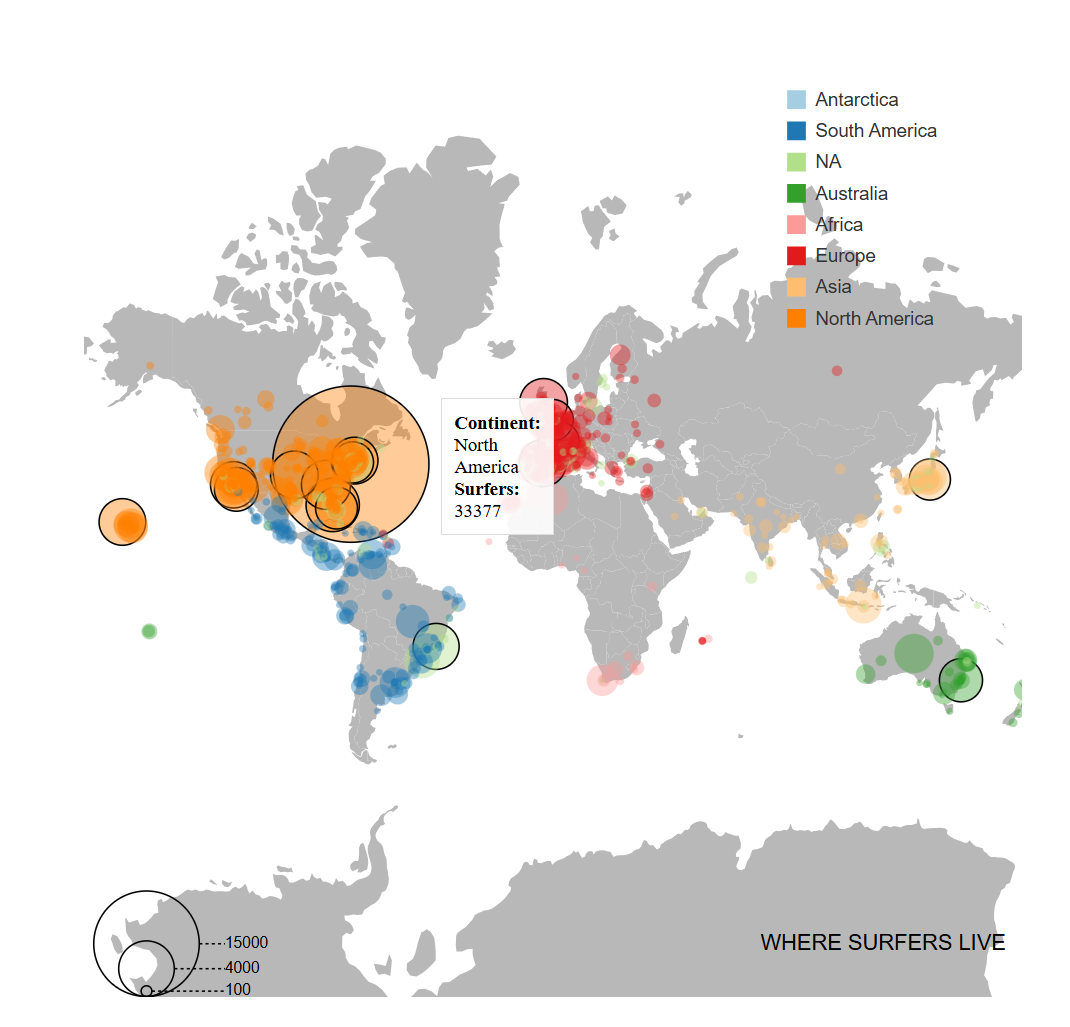 Antarctica
South America
NA
Australia
Africa
Europe
Asia
North America
Continent:
North
America
Surfers:
33377
15000
4000
100
WHERE SURFERS LIVE